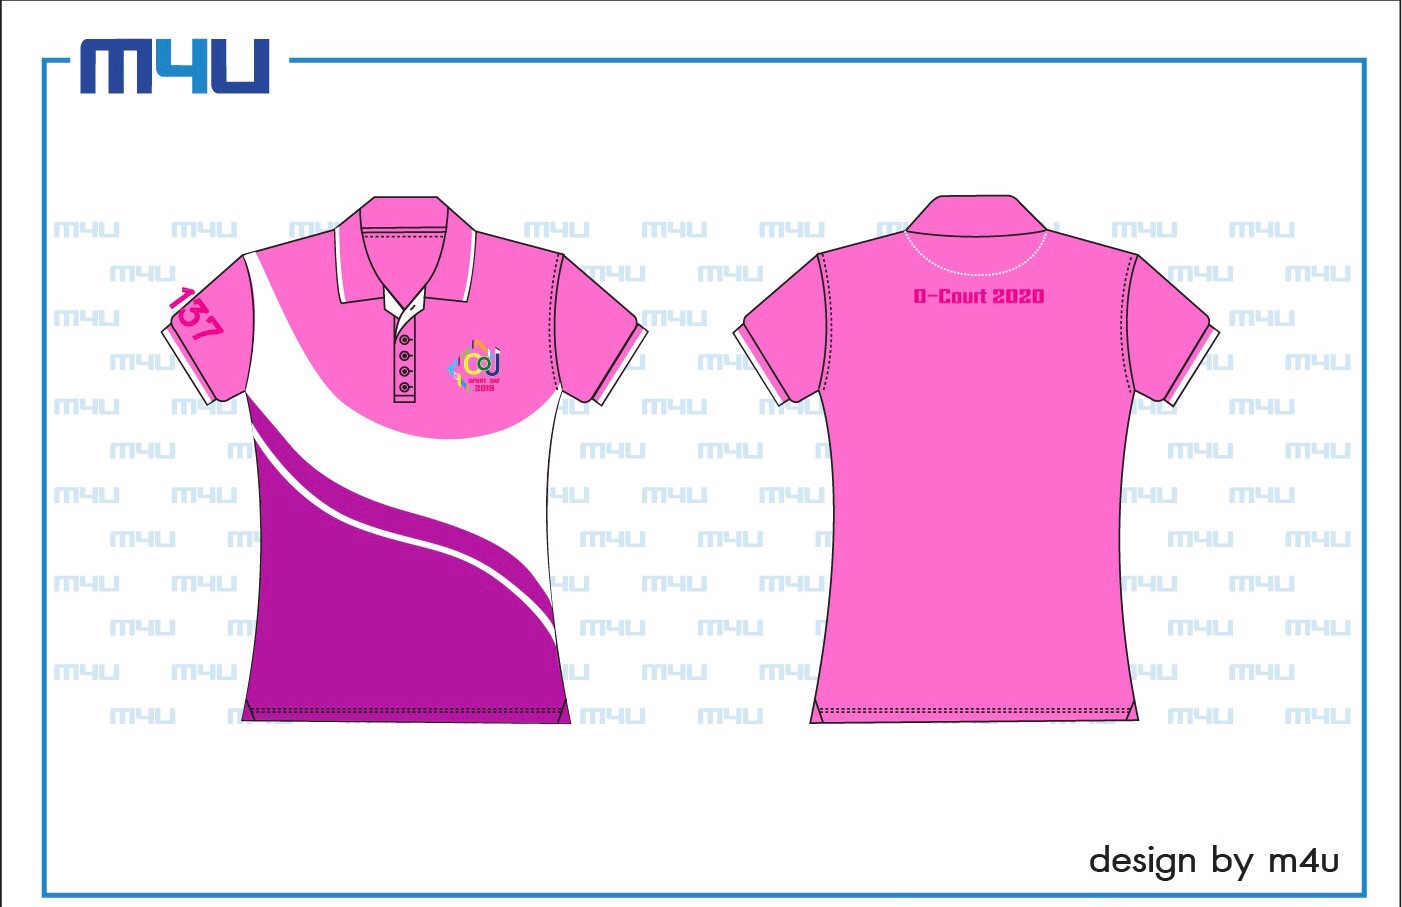 m4u
137
COJ
SPORT DAY
2019
D-Court 2020
design by m4u